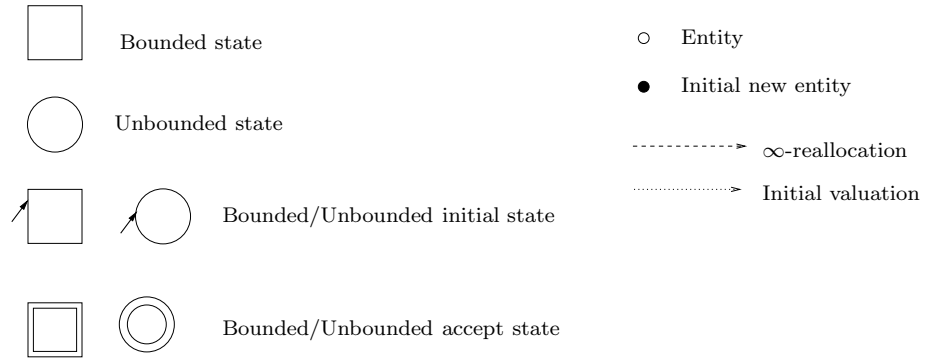 Bounded state
Unbounded state
Bounded/Unbounded initial state
Bounded/Unbounded accept state
Entity
Initial new entity
∞-reallocation
Initial valuation